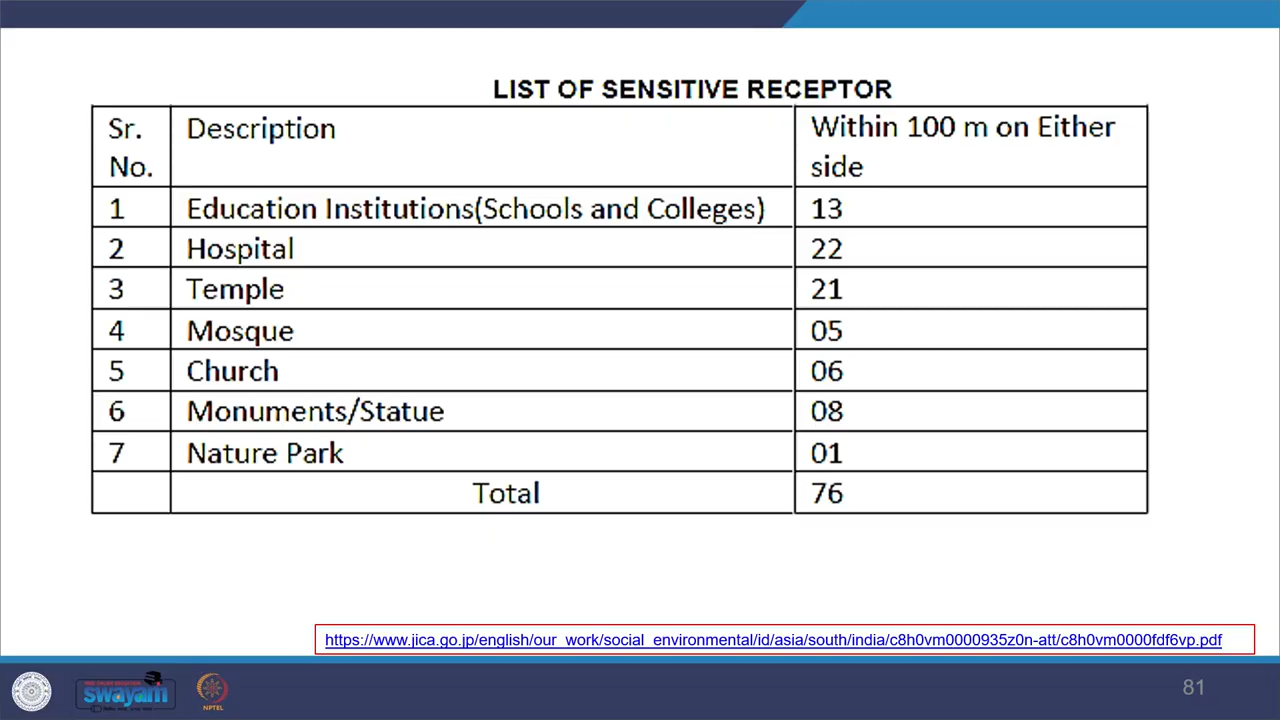 LIST OF SENSITIVE RECEPTOR
Sr. No. Description Within 100 m on Either side
1 Education Institutions(Schools and Colleges) 13
2 Hospital 22
3 Temple 21
4 Mosque 05
5 Church 06
6 Monuments/Statue 08
7 Nature Park 01
Total 76
https://www.jica.go.jp/english/our_work/social_environmental/id/asia/south/india/c8h0vm0000935z0n-att/c8h0vm0000fdf6vp.pdf
swayam
NPTEL
81